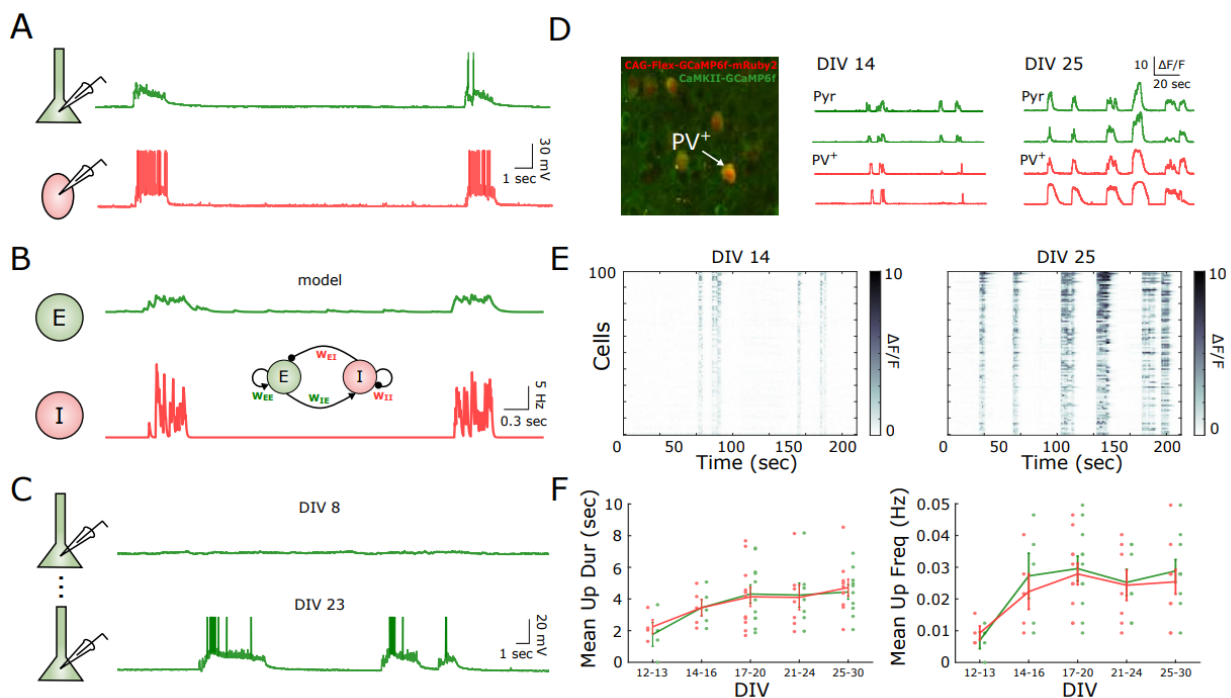 A
30 mV
1 sec
B
model
E
I
W_EI
E
I
W_EE
W_IE
W_II
5 Hz
0.3 sec
C
DIV 8
DIV 23
20 mV
1 sec
D
CAG-Flex-GCaMP6f-mRuby2
CaMKII-GCaMP6f
PV+
DIV 14
Pyr
PV+
DIV 25
10 ΔF/F
20 sec
Pyr
PV+
E
DIV 14
100
Cells
0 50 100 150 200
Time (sec)
10
ΔF/F
0
DIV 25
0 50 100 150 200
Time (sec)
10
ΔF/F
0
F
Mean Up Dur (sec)
10
8
6
4
2
0
12-13 14-16 17-20 21-24 25-30
Mean Up Freq (Hz)
0.05
0.04
0.03
0.02
0.01
0
12-13 14-16 17-20 21-24 25-30
DIV